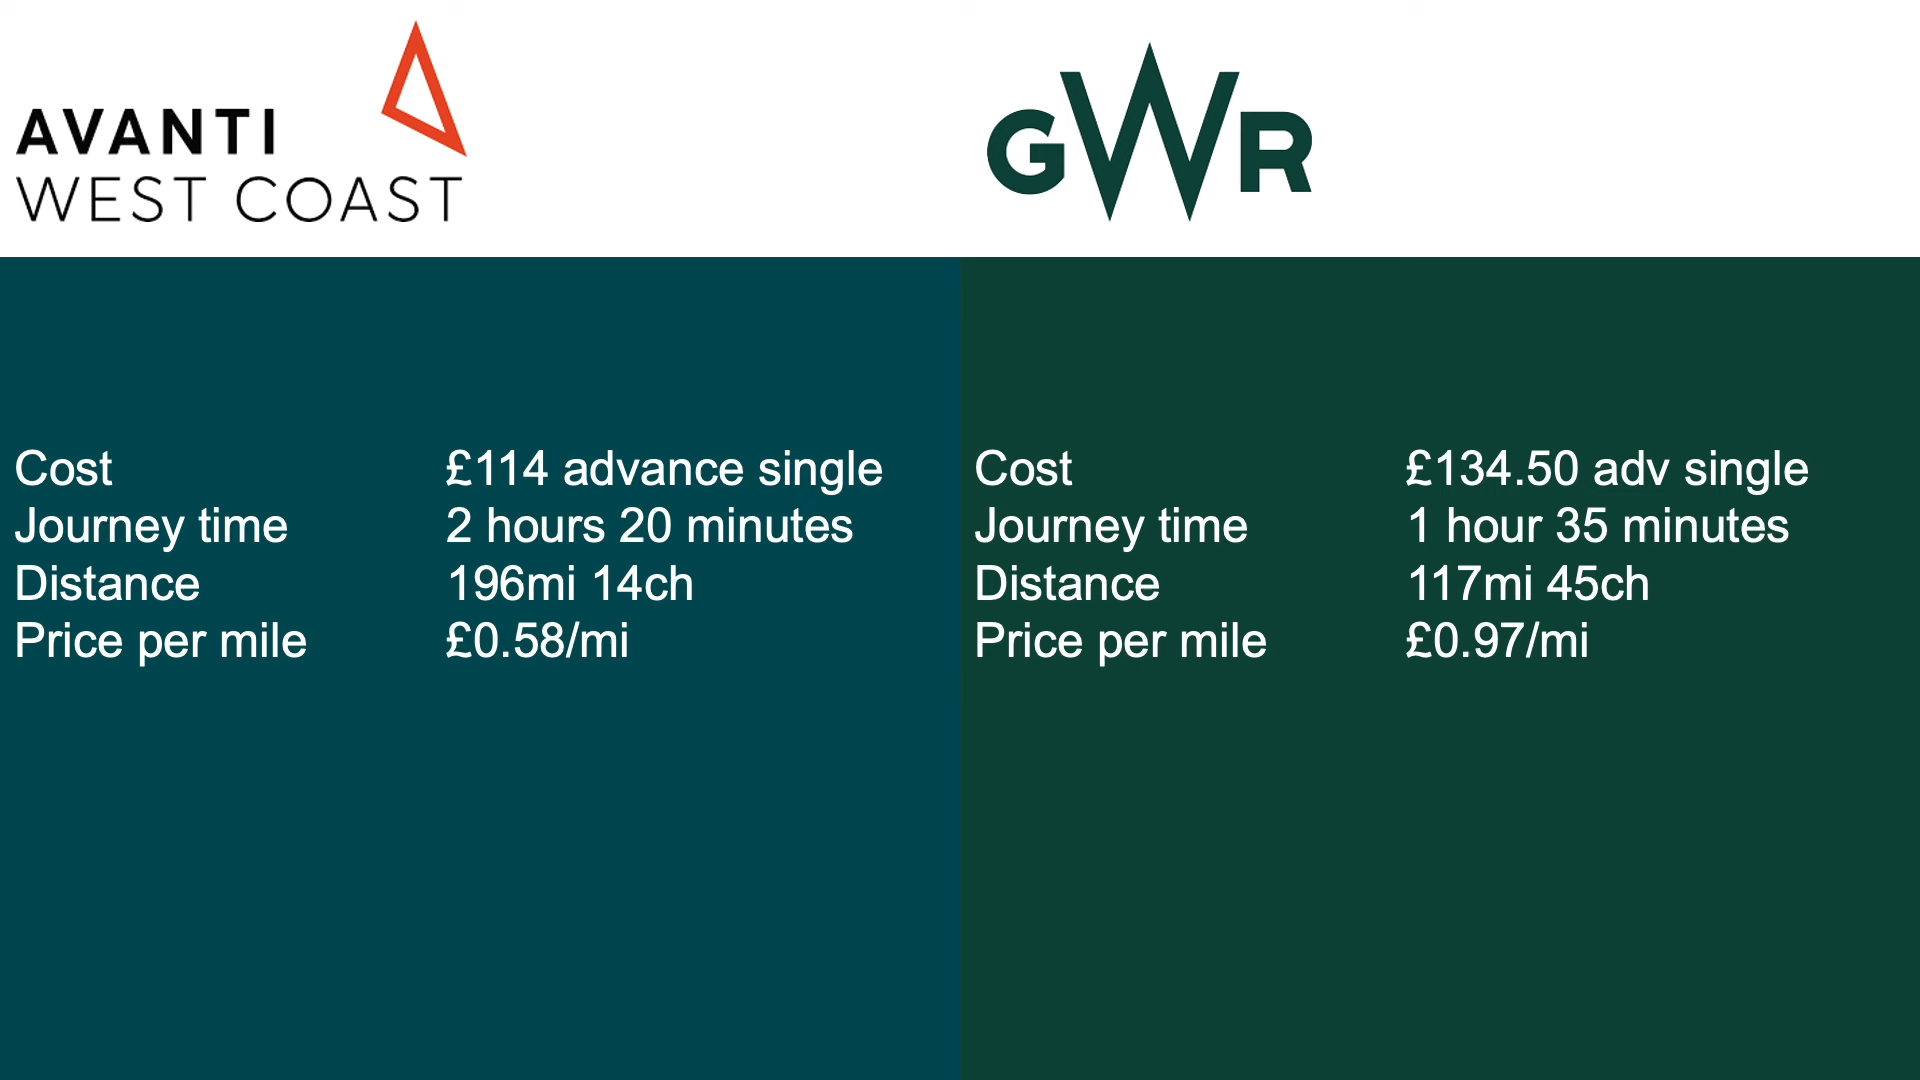 AVANTI
WEST COAST
GWR
Cost £114 advance single
Journey time 2 hours 20 minutes
Distance 196mi 14ch
Price per mile £0.58/mi
Cost £134.50 adv single
Journey time 1 hour 35 minutes
Distance 117mi 45ch
Price per mile £0.97/mi